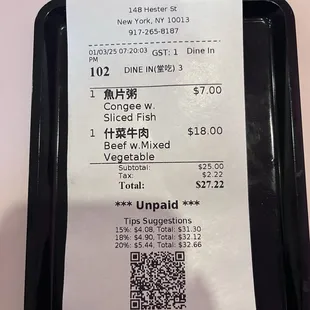 148 Hester St
New York, NY 10013
917-265-8187
01/03/25 07:20:03 PM GST: 1 Dine In
102 DINE IN(堂吃) 3
1 魚片粥 $7.00
Congee w.
Sliced Fish
1 什菜牛肉 $18.00
Beef w.Mixed
Vegetable
Subtotal: $25.00
Tax: $2.22
Total: $27.22
*** Unpaid ***
Tips Suggestions
15%: $4.08, Total: $31.30
18%: $4.90, Total: $32.12
20%: $5.44, Total: $32.66